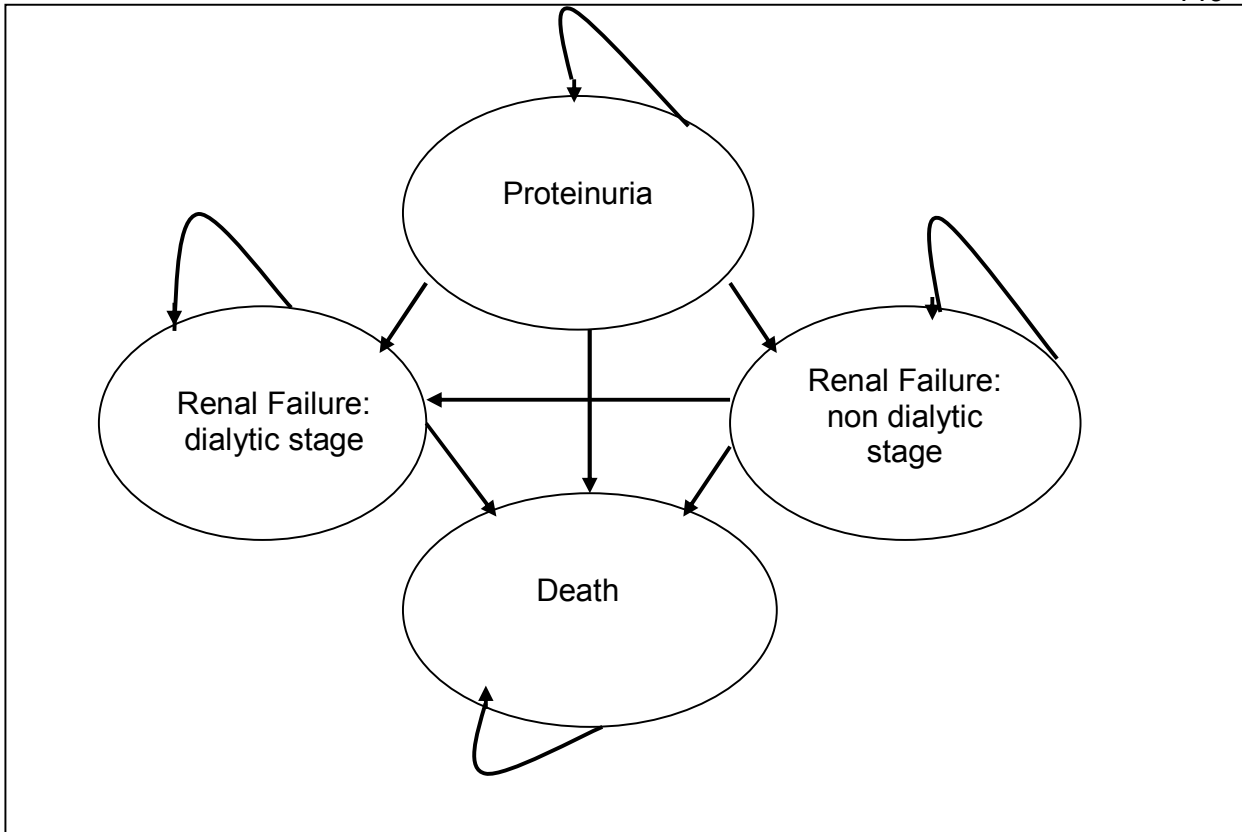 Proteinuria
Renal Failure:
dialytic stage
Renal Failure:
non dialytic
stage
Death